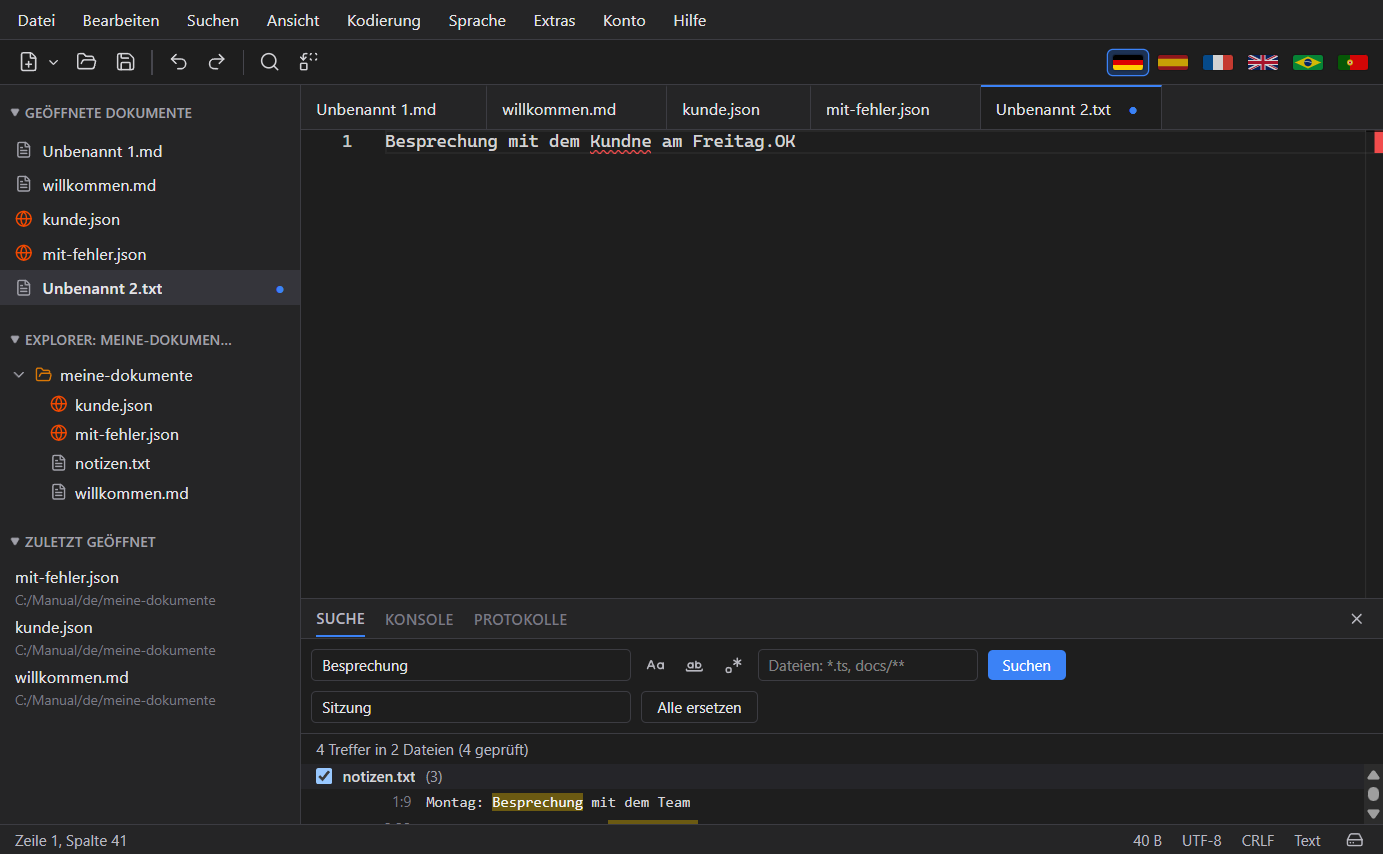 Datei Bearbeiten Suchen Ansicht Kodierung Sprache Extras Konto Hilfe
GEÖFFNETE DOKUMENTE
Unbenannt 1.md
willkommen.md
kunde.json
mit-fehler.json
Unbenannt 2.txt
EXPLORER: MEINE-DOKUMEN...
meine-dokumente
kunde.json
mit-fehler.json
notizen.txt
willkommen.md
ZULETZT GEÖFFNET
mit-fehler.json
C:/Manual/de/meine-dokumente
kunde.json
C:/Manual/de/meine-dokumente
willkommen.md
C:/Manual/de/meine-dokumente
Unbenannt 1.md willkommen.md kunde.json mit-fehler.json Unbenannt 2.txt
1 Besprechung mit dem Kundne am Freitag.OK
SUCHE KONSOLE PROTOKOLLE
Besprechung Aa ab .* Dateien: *.ts, docs/** Suchen
Sitzung Alle ersetzen
4 Treffer in 2 Dateien (4 geprüft)
notizen.txt (3)
1:9 Montag: Besprechung mit dem Team
Zeile 1, Spalte 41 40 B UTF-8 CRLF Text